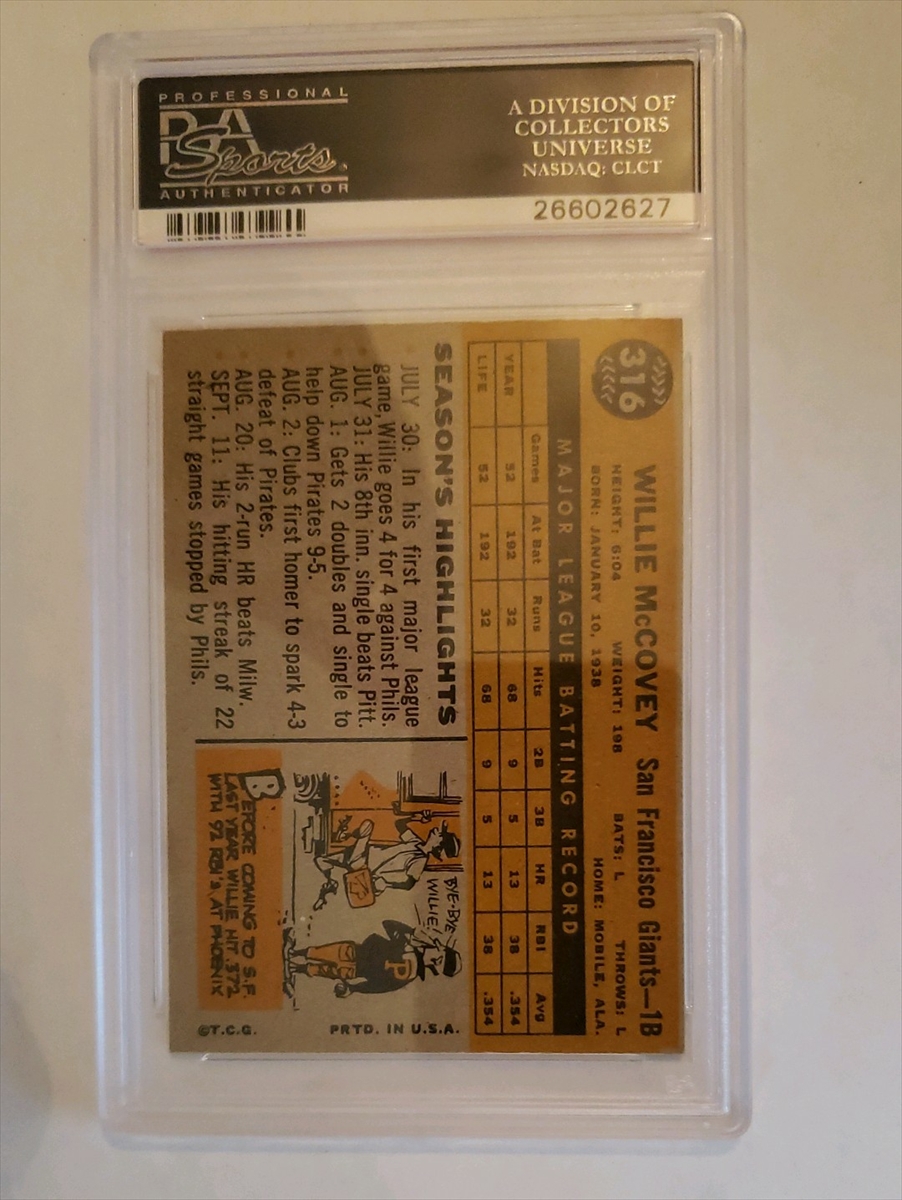 PROFESSIONAL
PSA
Sports
AUTHENTICATOR
A DIVISION OF
COLLECTORS
UNIVERSE
NASDAQ: CLCT
26602627
316
WILLIE McCOVEY San Francisco Giants—1B
HEIGHT: 6:04 WEIGHT: 198 BATS: L THROWS: L
BORN: JANUARY 10, 1938 HOME: MOBILE, ALA.
MAJOR LEAGUE BATTING RECORD
Games At Bat Runs Hits 2B 3B HR RBI Avg
YEAR 52 192 32 68 9 5 13 38 .354
LIFE 52 192 32 68 9 5 13 38 .354
SEASON'S HIGHLIGHTS
JULY 30: In his first major league
game, Willie goes 4 for 4 against Phils.
JULY 31: His 8th inn. single beats Pitt.
AUG. 1: Gets 2 doubles and single to
help down Pirates 9-5.
AUG. 2: Clubs first homer to spark 4-3
defeat of Pirates.
AUG. 20: His 2-run HR beats Milw.
SEPT. 11: His hitting streak of 22
straight games stopped by Phils.
BYE-BYE
WILLIE!
P
BEFORE COMING TO S.F.
LAST YEAR WILLIE HIT .372
WITH 92 RBI'S AT PHOENIX
©T.C.G. PRTD. IN U.S.A.